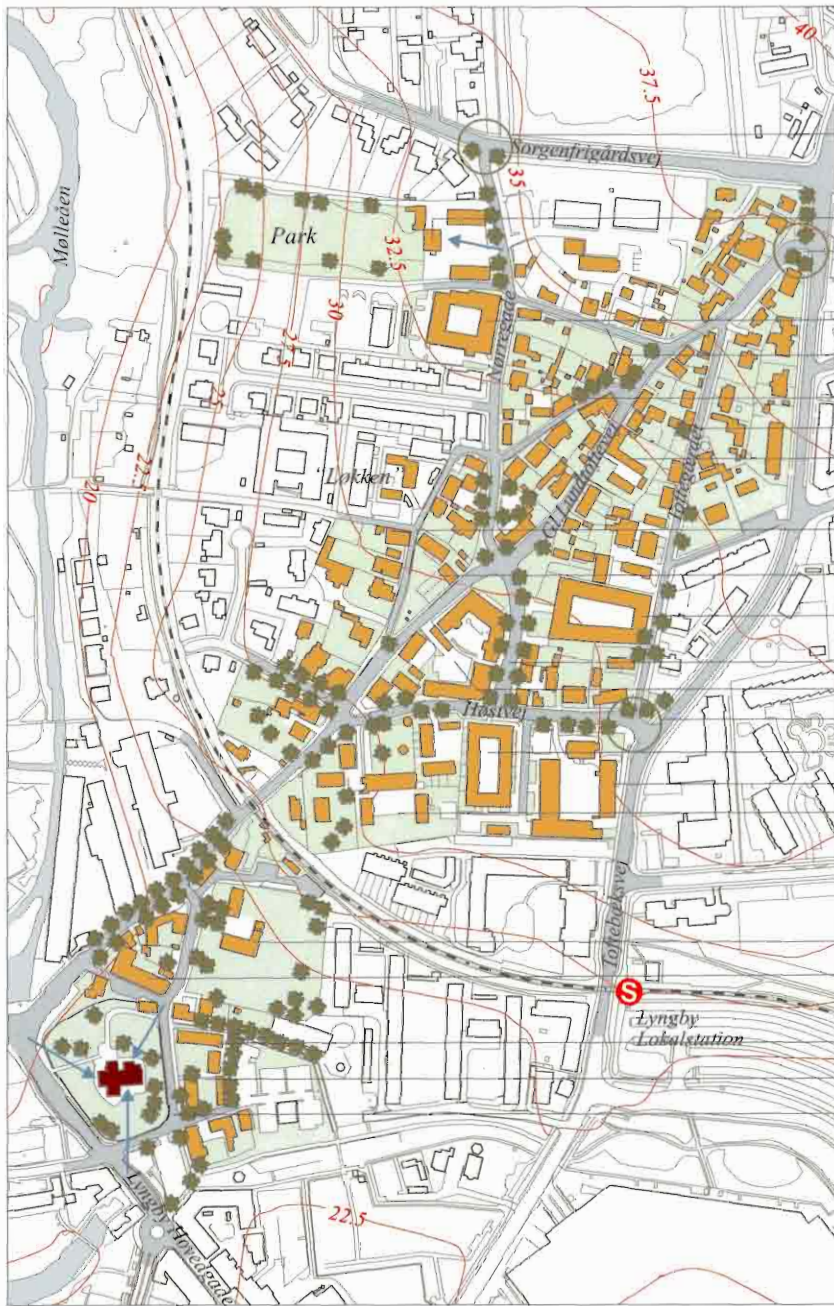 40
37.5
Sorgenfrigårdsvej
35
Park
32.5
Mølleåen
Nørregade
30
27.5
25
22.5
20
"Løkken"
Gl. Lundtoftevej
Toftegærdet
Høstvej
Toftebæksvej
S
Lyngby
Lokalstation
Lyngby Hovedgade
22.5